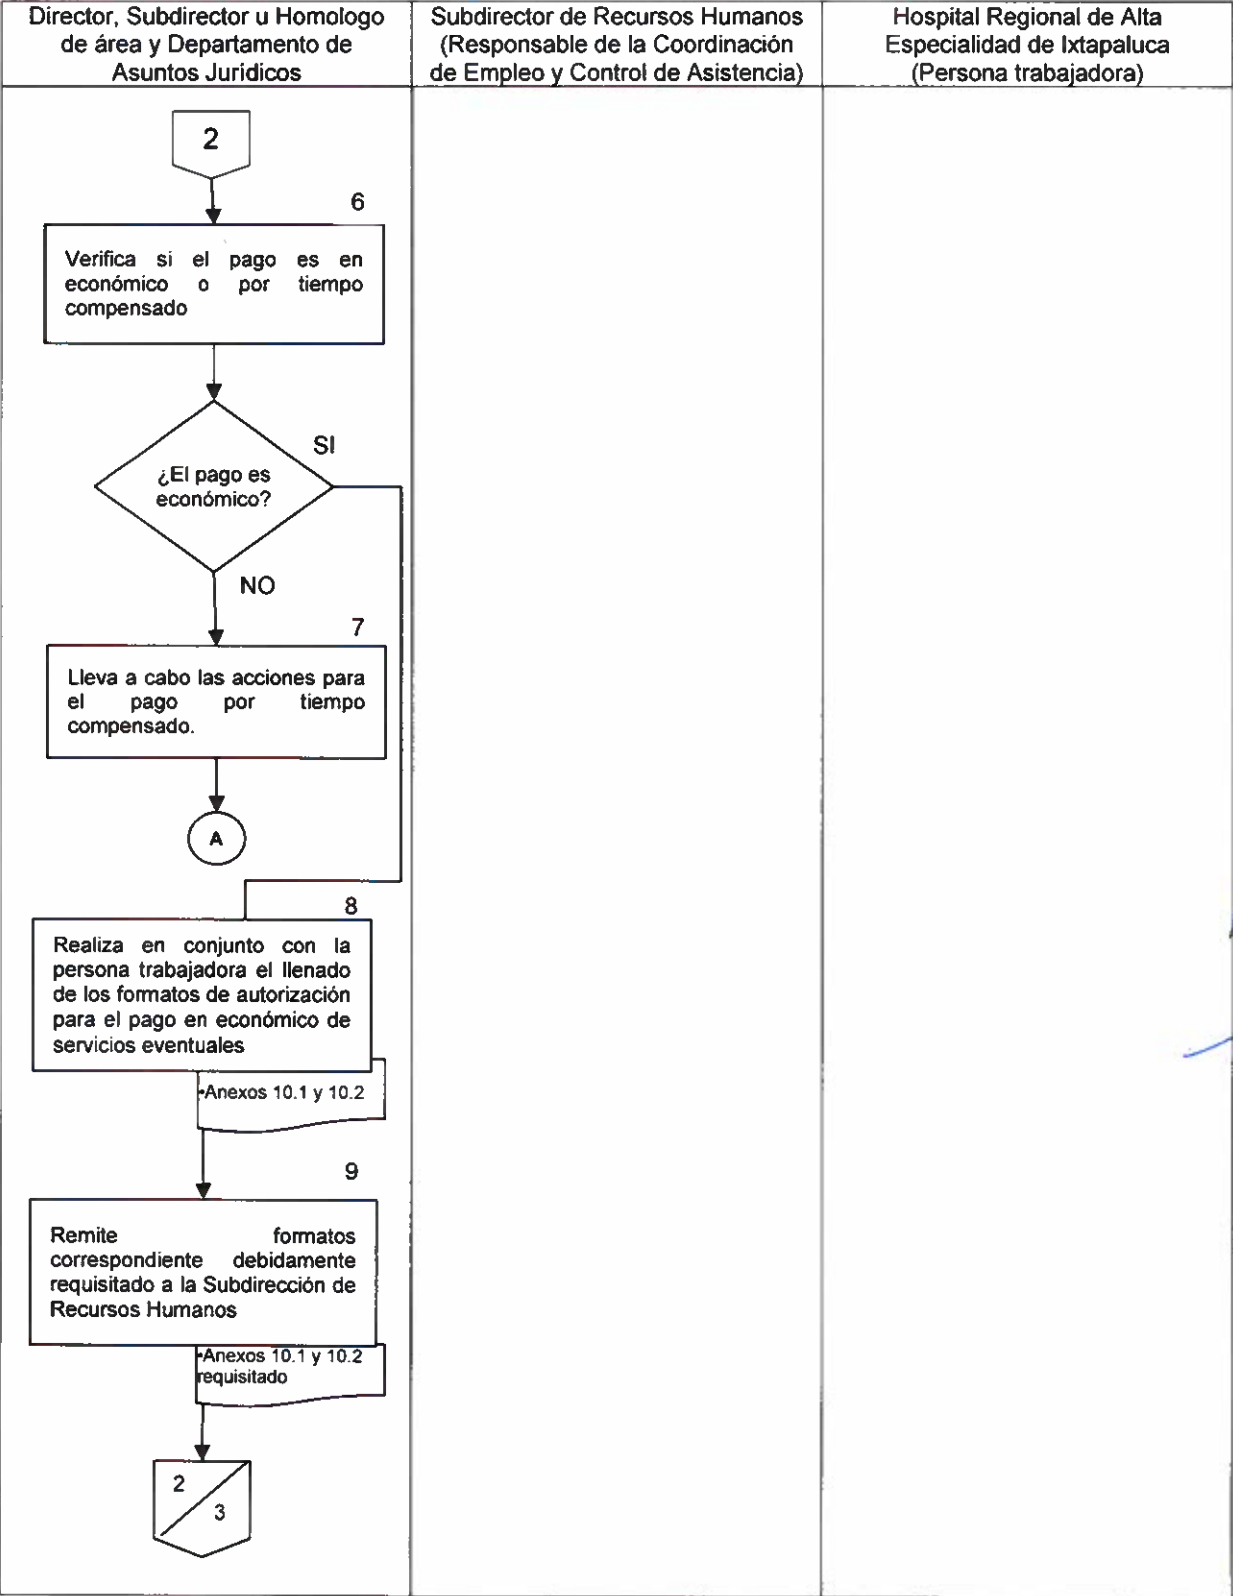 Director, Subdirector u Homologo
de área y Departamento de
Asuntos Jurídicos
Subdirector de Recursos Humanos
(Responsable de la Coordinación
de Empleo y Control de Asistencia)
Hospital Regional de Alta
Especialidad de Ixtapaluca
(Persona trabajadora)
2
6
Verifica si el pago es en
económico o por tiempo
compensado
SI
¿El pago es
económico?
NO
7
Lleva a cabo las acciones para
el pago por tiempo
compensado.
A
8
Realiza en conjunto con la
persona trabajadora el llenado
de los formatos de autorización
para el pago en económico de
servicios eventuales
•Anexos 10.1 y 10.2
9
Remite formatos
correspondiente debidamente
requisitado a la Subdirección de
Recursos Humanos
•Anexos 10.1 y 10.2
requisitado
2
3